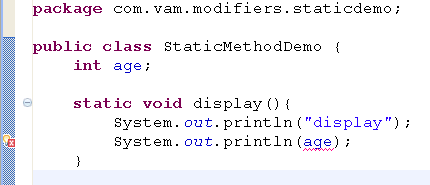 package com.vam.modifiers.staticdemo;
public class StaticMethodDemo {
int age;
static void display(){
System.out.println("display");
System.out.println(age);
}